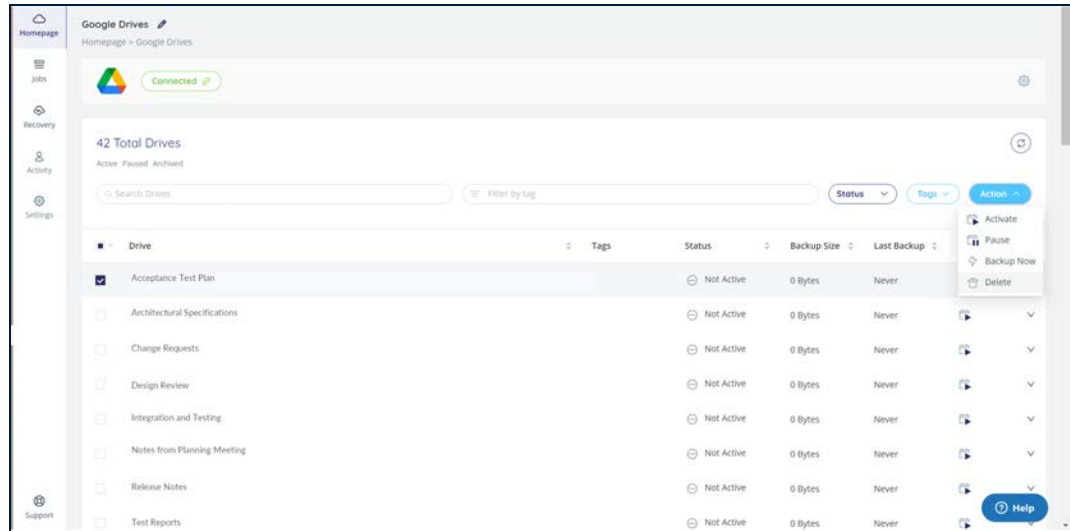 Homepage
Jobs
Recovery
Activity
Settings
Support
Google Drives
Homepage > Google Drives
Connected
42 Total Drives
Active Paused Archived
Search Drives
Filter by tag
Status
Tags
Action
Activate
Pause
Backup Now
Delete
Drive Tags Status Backup Size Last Backup
Acceptance Test Plan Not Active 0 Bytes Never
Architectural Specifications Not Active 0 Bytes Never
Change Requests Not Active 0 Bytes Never
Design Review Not Active 0 Bytes Never
Integration and Testing Not Active 0 Bytes Never
Notes from Planning Meeting Not Active 0 Bytes Never
Release Notes Not Active 0 Bytes Never
Test Reports Not Active 0 Bytes Never
Help